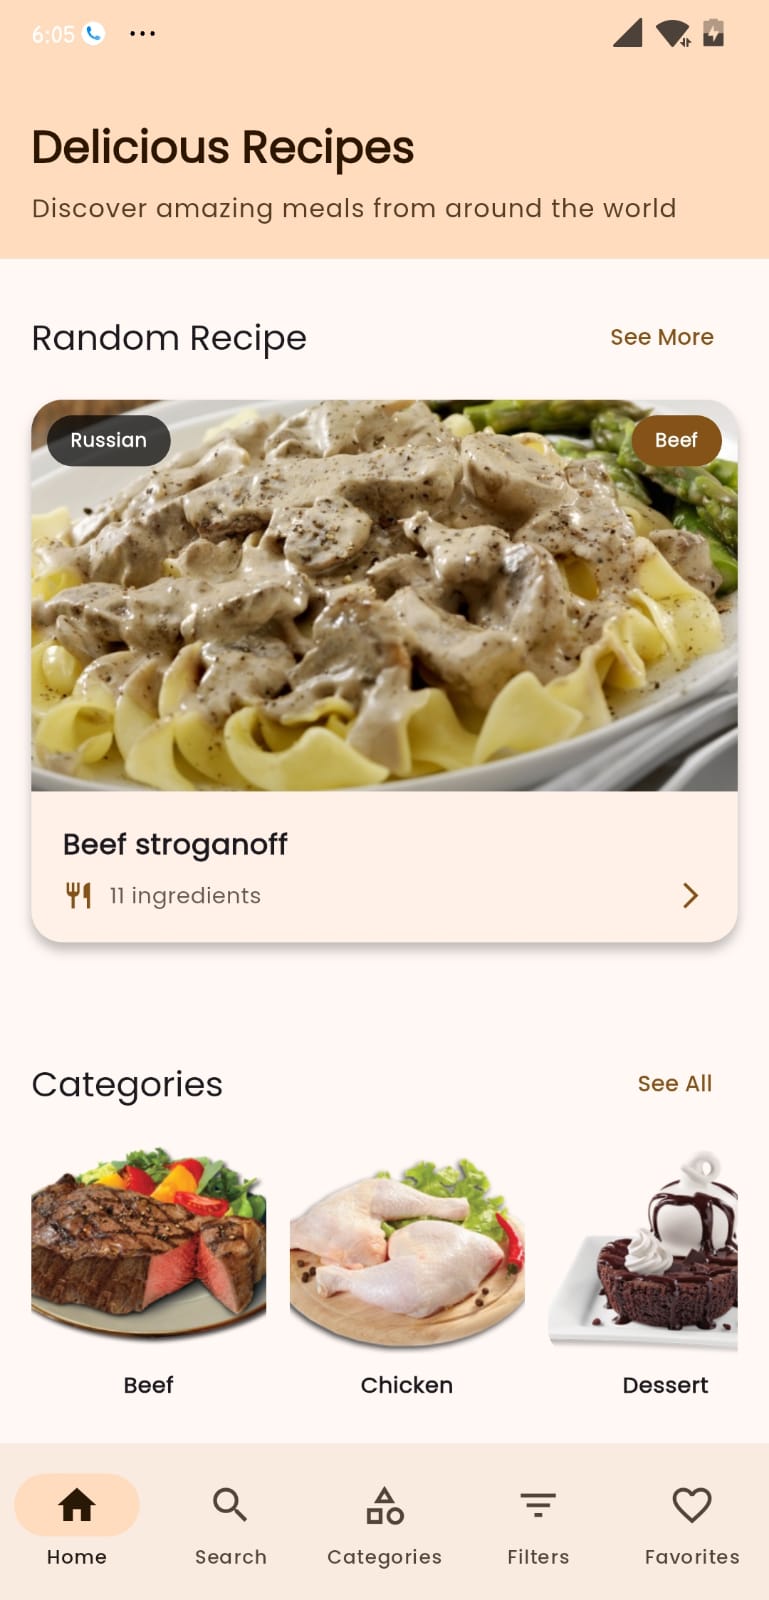 6:05
Delicious Recipes
Discover amazing meals from around the world
Random Recipe See More
Russian Beef
Beef stroganoff
11 ingredients
Categories See All
Beef Chicken Dessert
Home Search Categories Filters Favorites